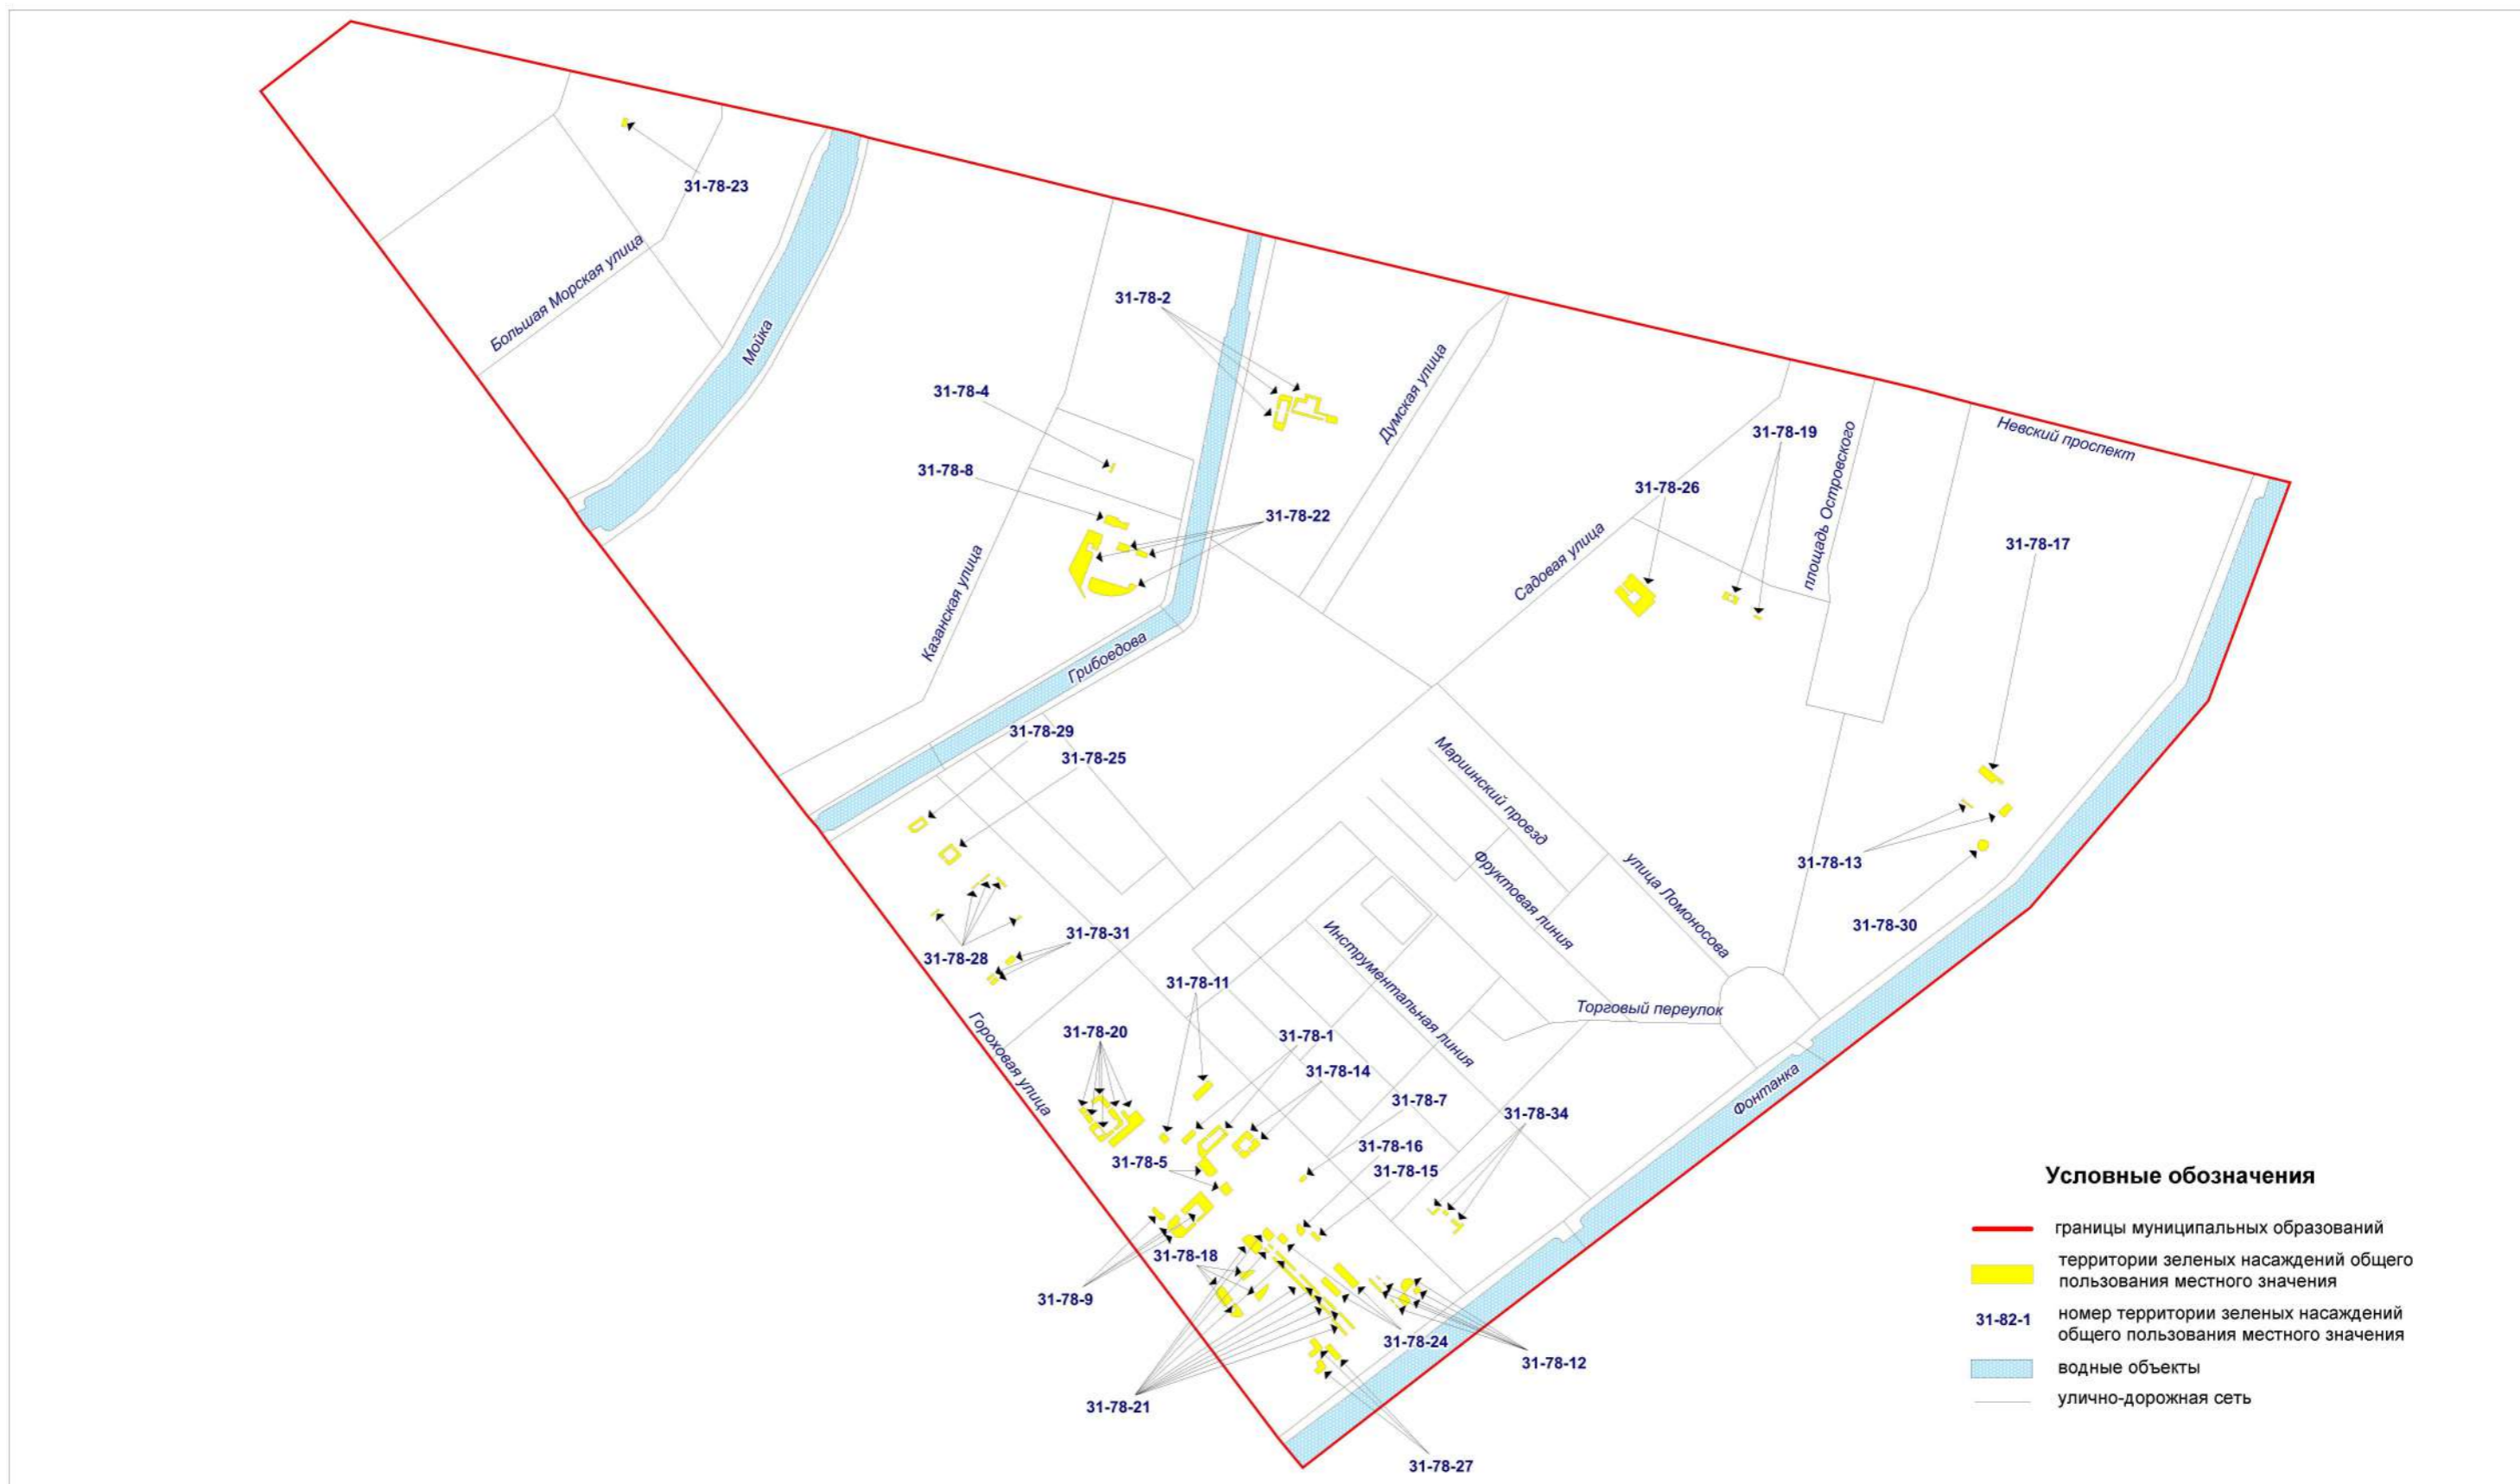 31-78-23
Большая Морская улица
Мойка
31-78-2
31-78-4
Думская улица
31-78-8
31-78-19
Невский проспект
площадь Островского
31-78-26
31-78-22
31-78-17
Садовая улица
Казанская улица
Грибоедова
31-78-29
31-78-25
Мариинский проезд
31-78-13
Фруктовая линия
улица Ломоносова
31-78-30
31-78-31
31-78-28
Инструментальная линия
31-78-11
Торговый переулок
Гороховая улица
31-78-20
31-78-1
31-78-14
Фонтанка
31-78-7
31-78-34
31-78-16
31-78-5
31-78-15
31-78-18
31-78-9
31-78-24
31-78-12
31-78-21
31-78-27
Условные обозначения
границы муниципальных образований
территории зеленых насаждений общего
пользования местного значения
31-82-1
номер территории зеленых насаждений
общего пользования местного значения
водные объекты
улично-дорожная сеть